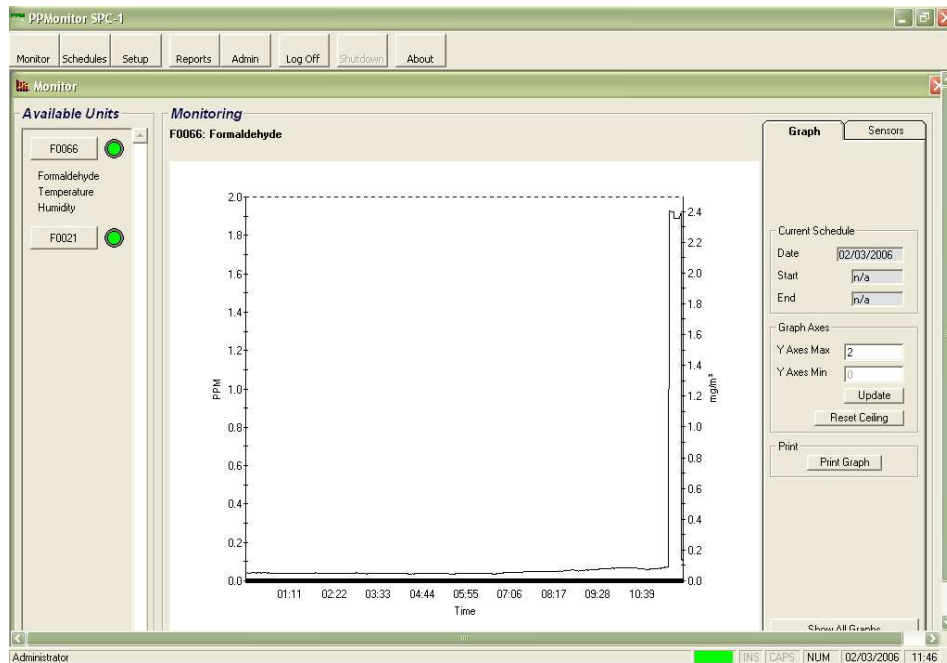 PPMonitor SPC-1
Monitor Schedules Setup Reports Admin Log Off Shutdown About
Monitor
Available Units
F0066
Formaldehyde
Temperature
Humidity
F0021
Monitoring
F0066: Formaldehyde
2.0
1.8
1.6
1.4
1.2
1.0
0.8
0.6
0.4
0.2
0.0
PPM
2.4
2.2
2.0
1.8
1.6
1.4
1.2
1.0
0.8
0.6
0.4
0.2
0.0
mg/m³
01:11 02:22 03:33 04:44 05:55 07:06 08:17 09:28 10:39
Time
Graph Sensors
Current Schedule
Date 02/03/2006
Start n/a
End n/a
Graph Axes
Y Axes Max 2
Y Axes Min 0
Update
Reset Ceiling
Print
Print Graph
Show All Graphs
Administrator INS CAPS NUM 02/03/2006 11:46